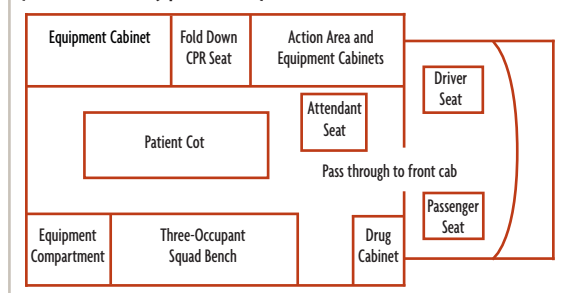 Equipment Cabinet
Fold Down
CPR Seat
Action Area and
Equipment Cabinets
Driver
Seat
Attendant
Seat
Patient Cot
Pass through to front cab
Passenger
Seat
Equipment
Compartment
Three-Occupant
Squad Bench
Drug
Cabinet